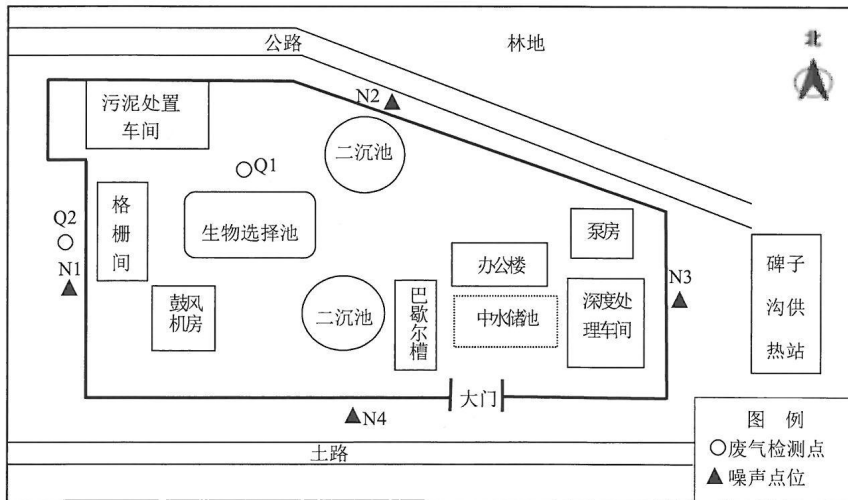 公路
林地
北
N2
污泥处置
车间
二沉池
Q1
格
栅
间
生物选择池
Q2
N1
泵房
办公楼
碑子
沟供
热站
N3
鼓风
机房
二沉池
巴
歇
尔
槽
中水储池
深度处
理车间
大门
N4
土路
图 例
废气检测点
噪声点位